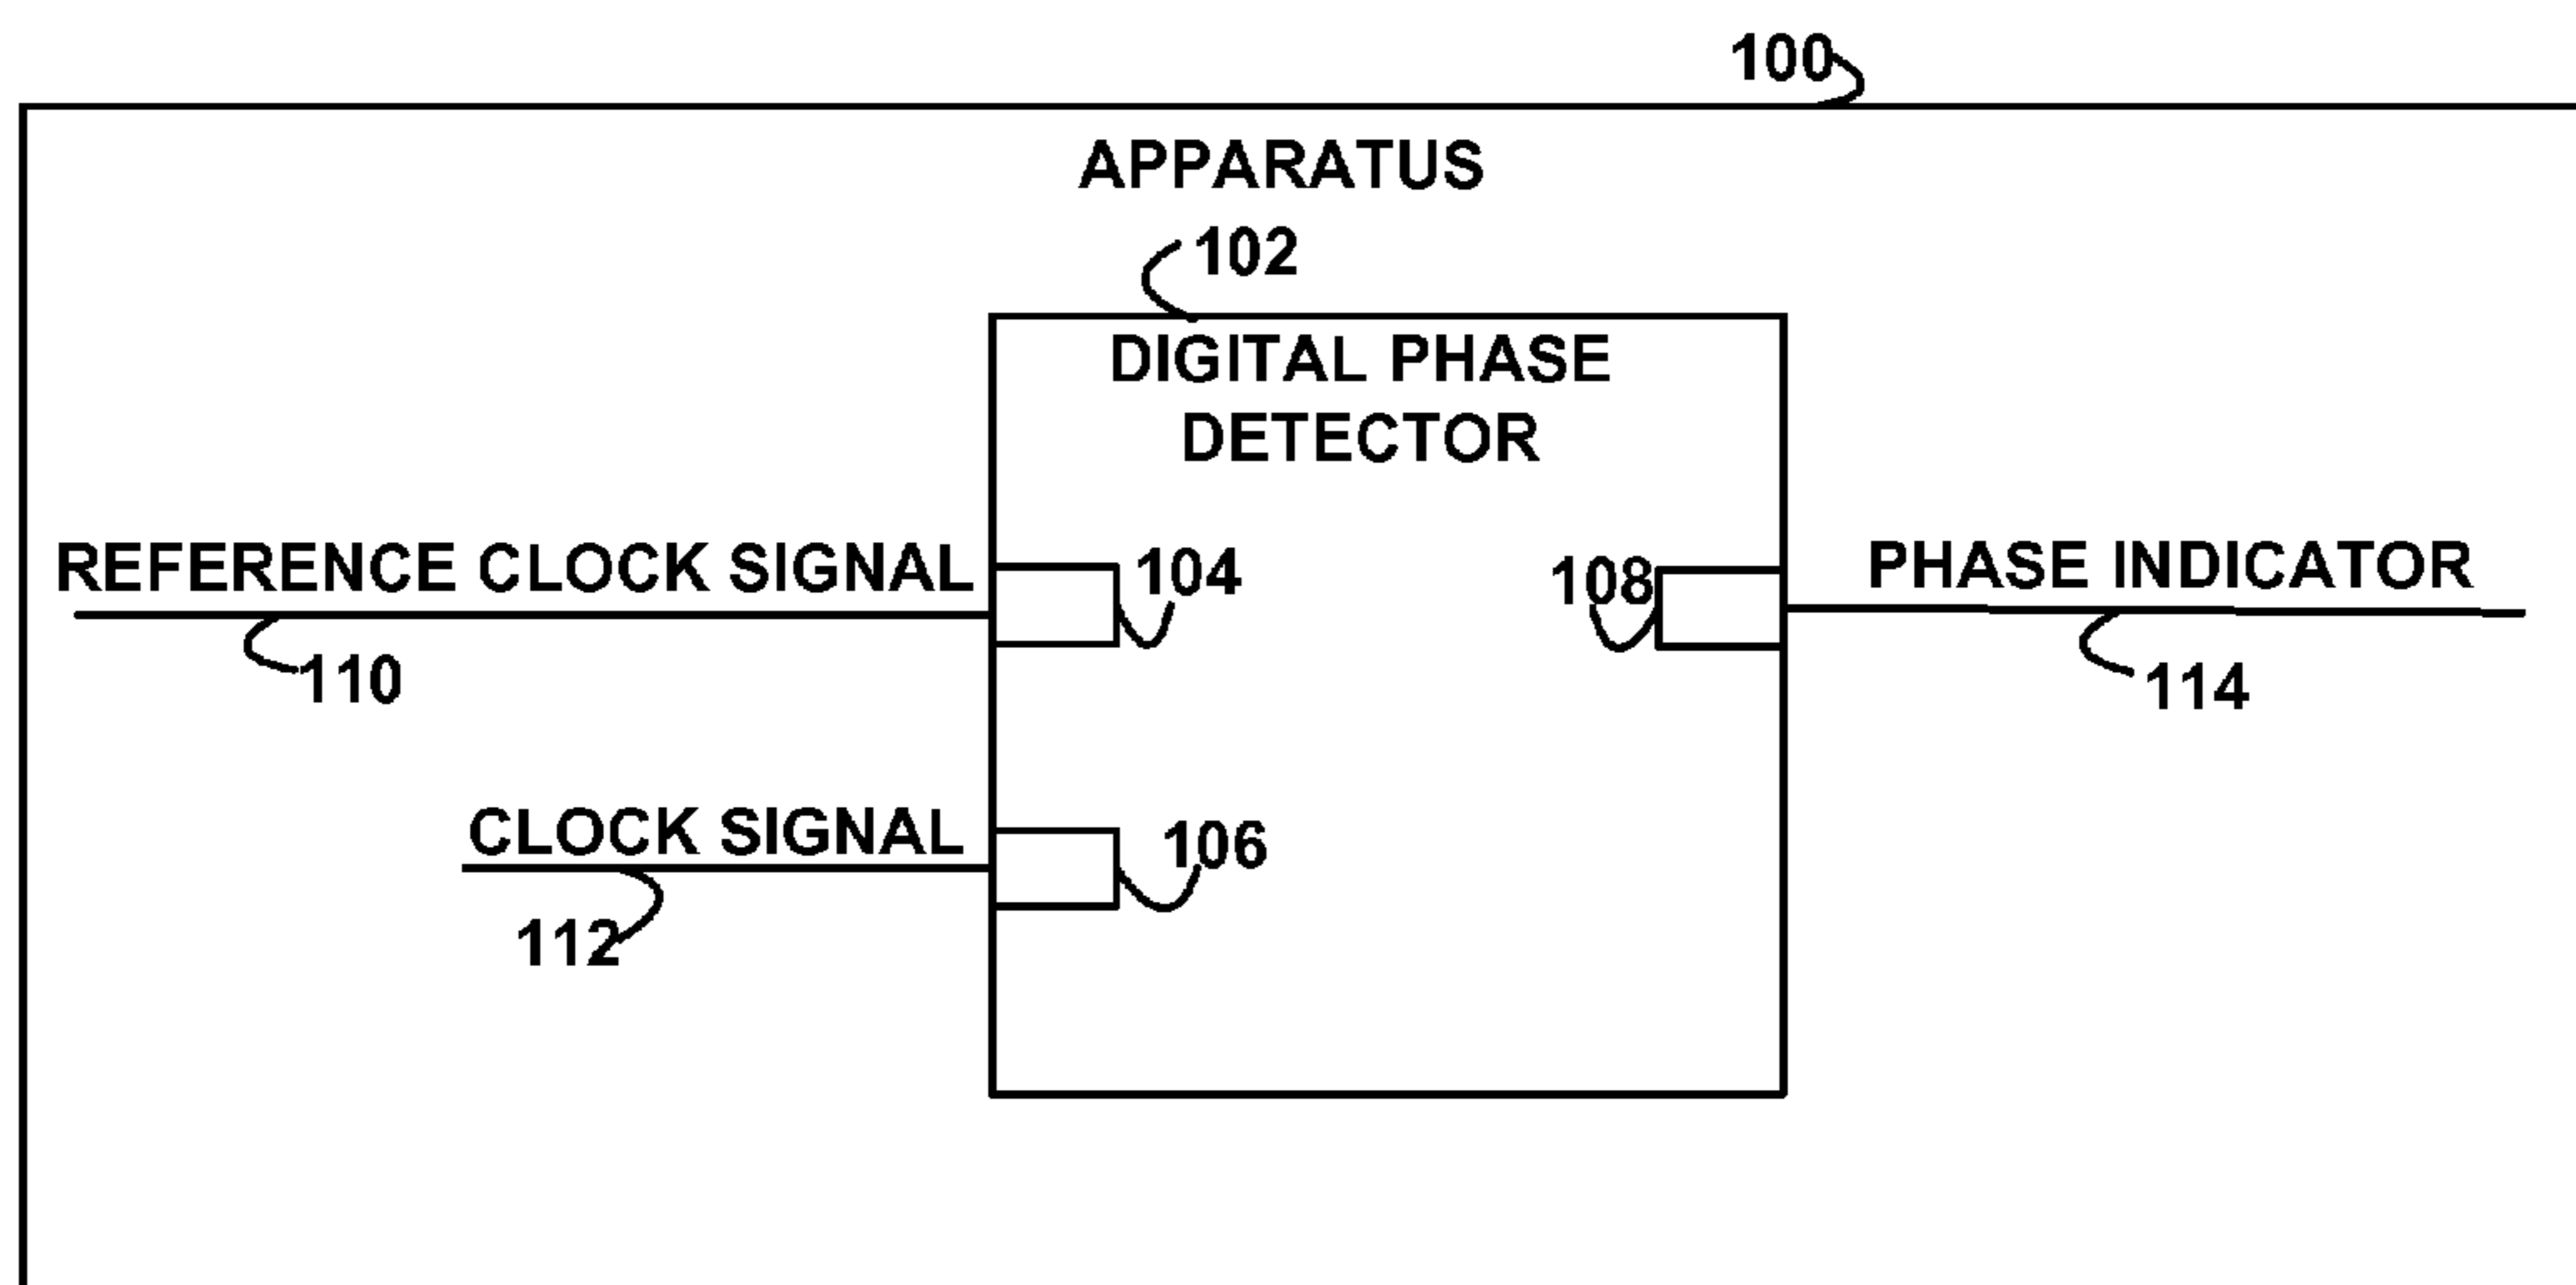 100
APPARATUS
102
DIGITAL PHASE
DETECTOR
REFERENCE CLOCK SIGNAL
104
108
PHASE INDICATOR
110
114
CLOCK SIGNAL
106
112